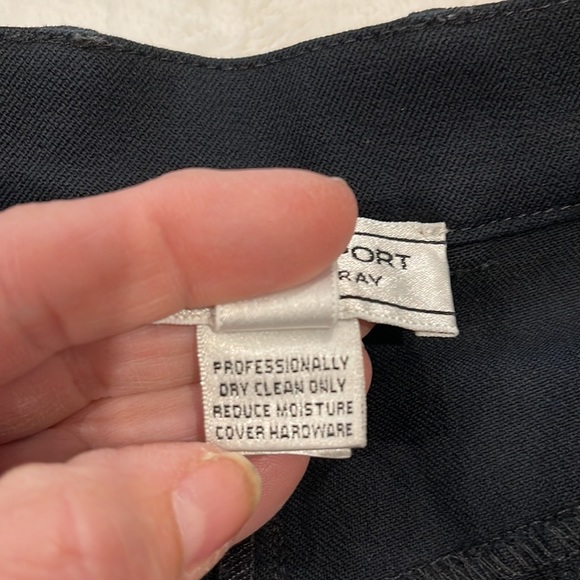 PORT
RAY
PROFESSIONALLY
DRY CLEAN ONLY
REDUCE MOISTURE
COVER HARDWARE